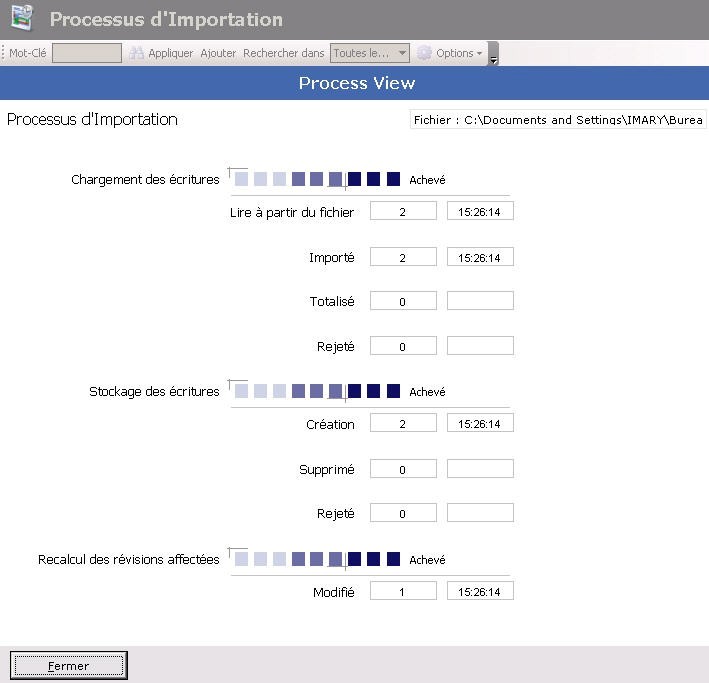 Processus d'Importation
Mot-Clé Appliquer Ajouter Rechercher dans Toutes le... Options
Process View
Processus d'Importation Fichier : C:\Documents and Settings\IMARY\Burea
Chargement des écritures Achevé
Lire à partir du fichier 2 15:26:14
Importé 2 15:26:14
Totalisé 0
Rejeté 0
Stockage des écritures Achevé
Création 2 15:26:14
Supprimé 0
Rejeté 0
Recalcul des révisions affectées Achevé
Modifié 1 15:26:14
Fermer